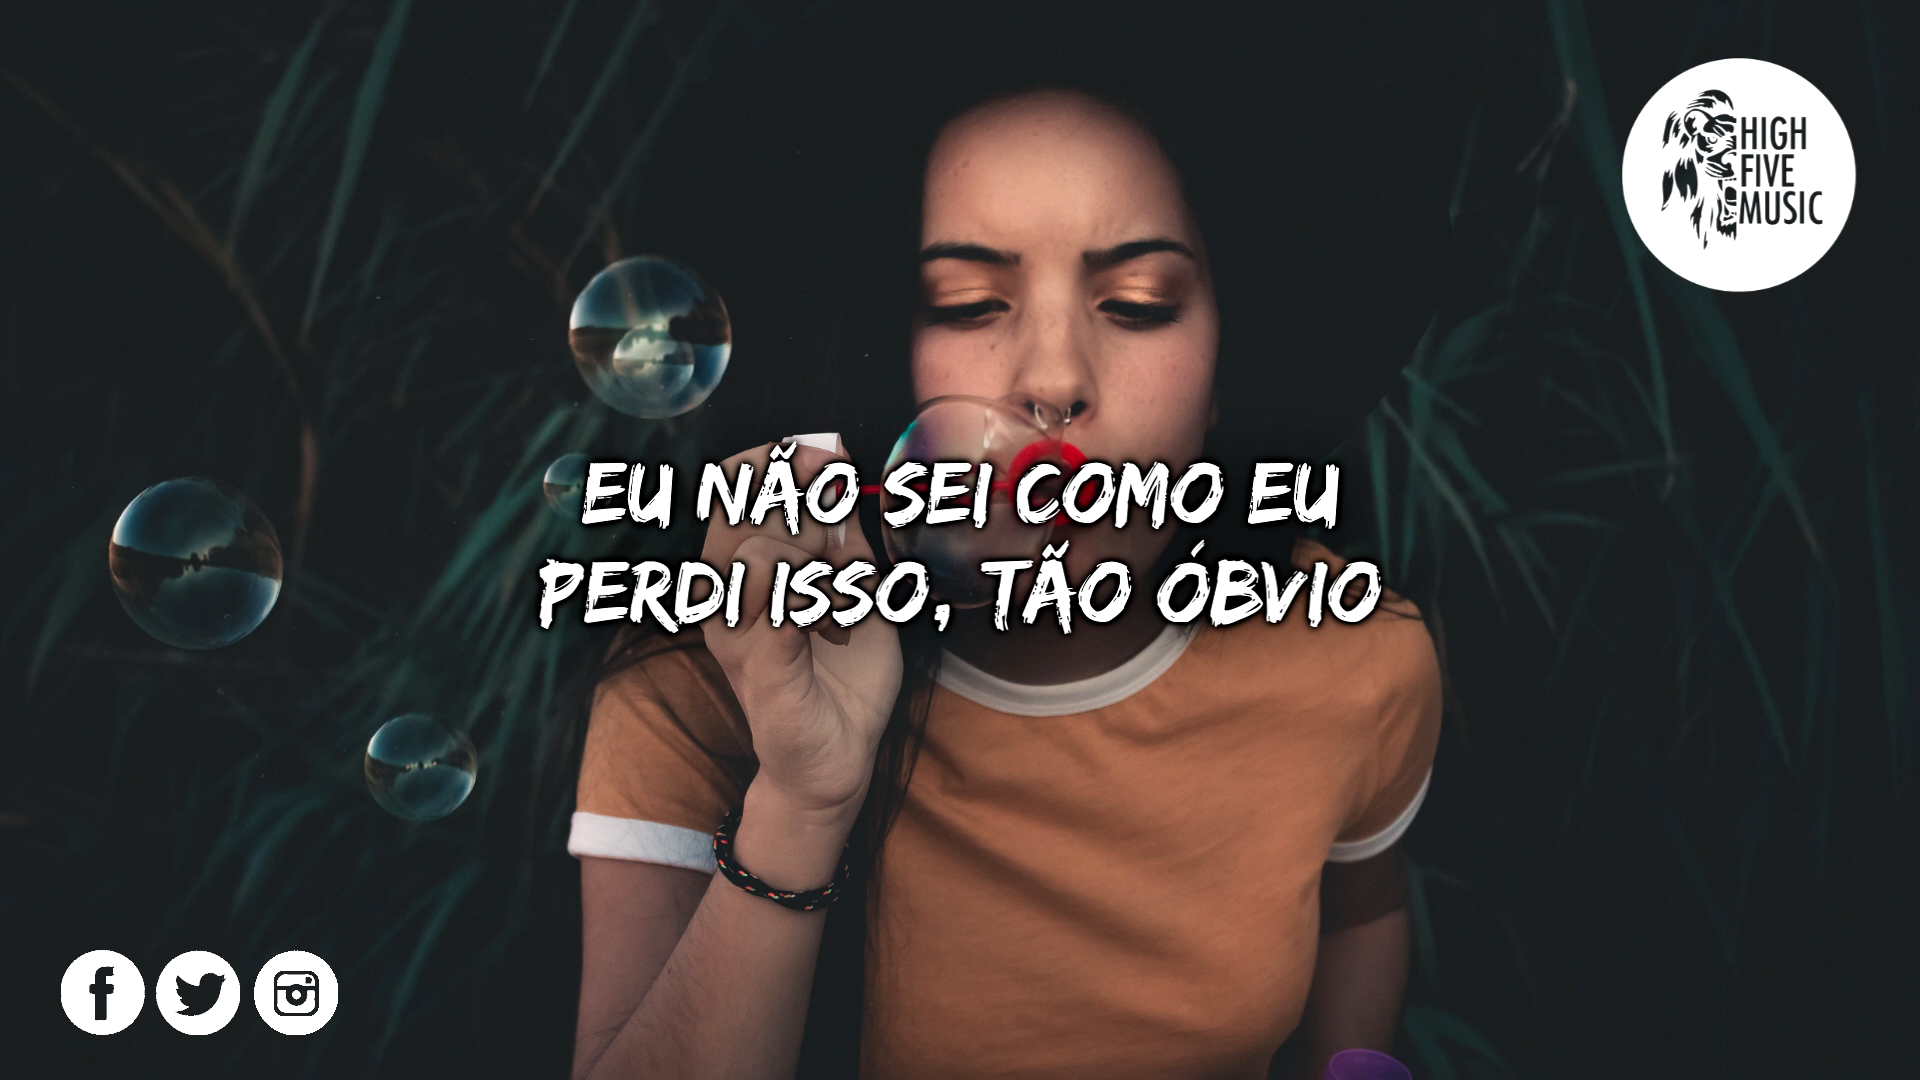 HIGH
FIVE
MUSIC
EU NÃO SEI COMO EU
PERDI ISSO, TÃO ÓBVIO